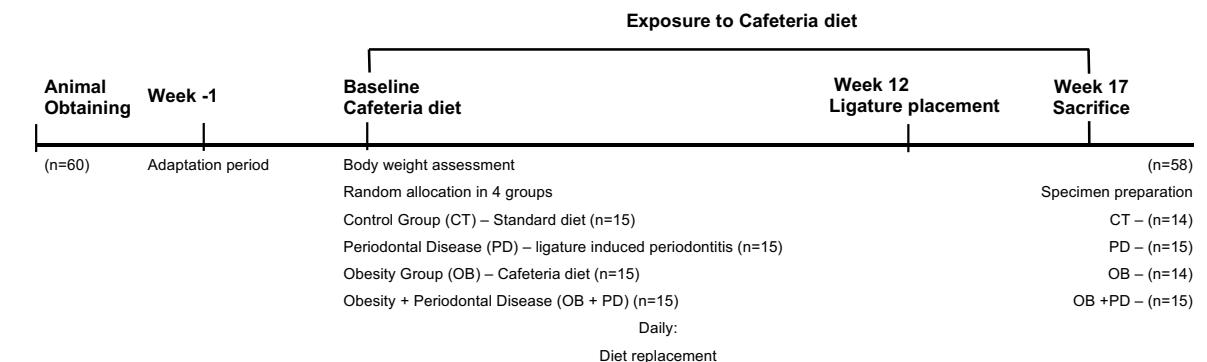 Exposure to Cafeteria diet
Animal
Obtaining
Week -1
Baseline
Cafeteria diet
Week 12
Ligature placement
Week 17
Sacrifice
(n=60)
Adaptation period
Body weight assessment
(n=58)
Random allocation in 4 groups
Specimen preparation
Control Group (CT) – Standard diet (n=15)
CT – (n=14)
Periodontal Disease (PD) – ligature induced periodontitis (n=15)
PD – (n=15)
Obesity Group (OB) – Cafeteria diet (n=15)
OB – (n=14)
Obesity + Periodontal Disease (OB + PD) (n=15)
OB +PD – (n=15)
Daily:
Diet replacement